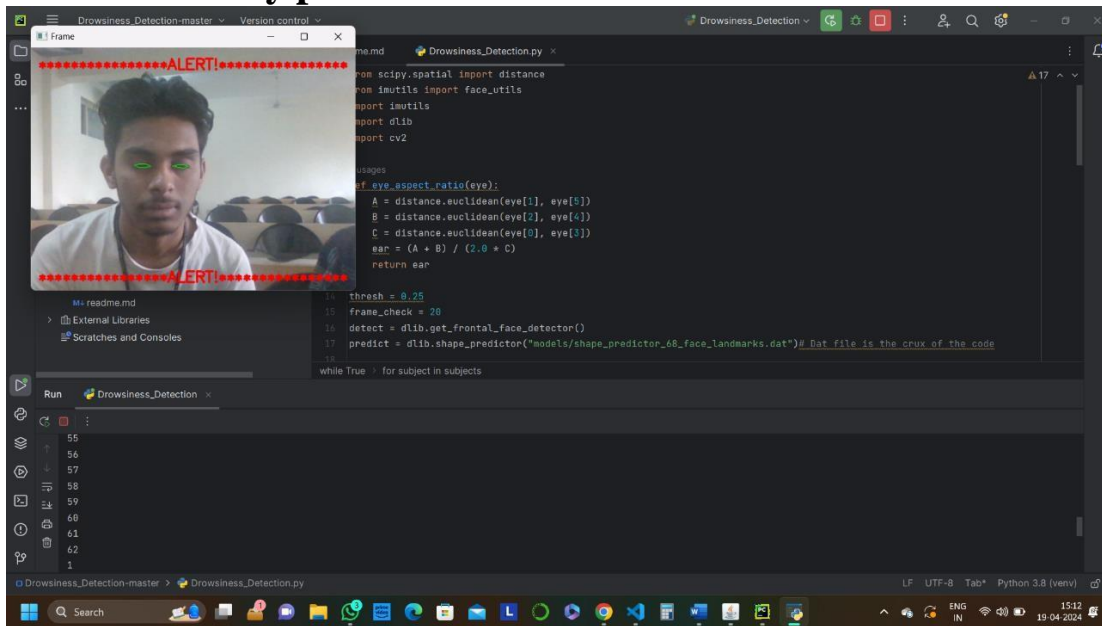 Drowsiness_Detection-master
Version control
Drowsiness_Detection
Frame
me.md
Drowsiness_Detection.py
******************ALERT!******************
******************ALERT!******************
rom scipy.spatial import distance
rom imutils import face_utils
mport imutils
mport dlib
mport cv2
usages
ef eye_aspect_ratio(eye):
A = distance.euclidean(eye[1], eye[5])
B = distance.euclidean(eye[2], eye[4])
C = distance.euclidean(eye[0], eye[3])
ear = (A + B) / (2.0 * C)
return ear
14 thresh = 0.25
15 frame_check = 20
16 detect = dlib.get_frontal_face_detector()
17 predict = dlib.shape_predictor("models/shape_predictor_68_face_landmarks.dat")# Dat file is the crux of the code
18
17
readme.md
External Libraries
Scratches and Consoles
while True > for subject in subjects
Run
Drowsiness_Detection
55
56
57
58
59
60
61
62
1
Drowsiness_Detection-master > Drowsiness_Detection.py
LF UTF-8 Tab* Python 3.8 (venv)
Search
ENG
IN
15:12
19-04-2024